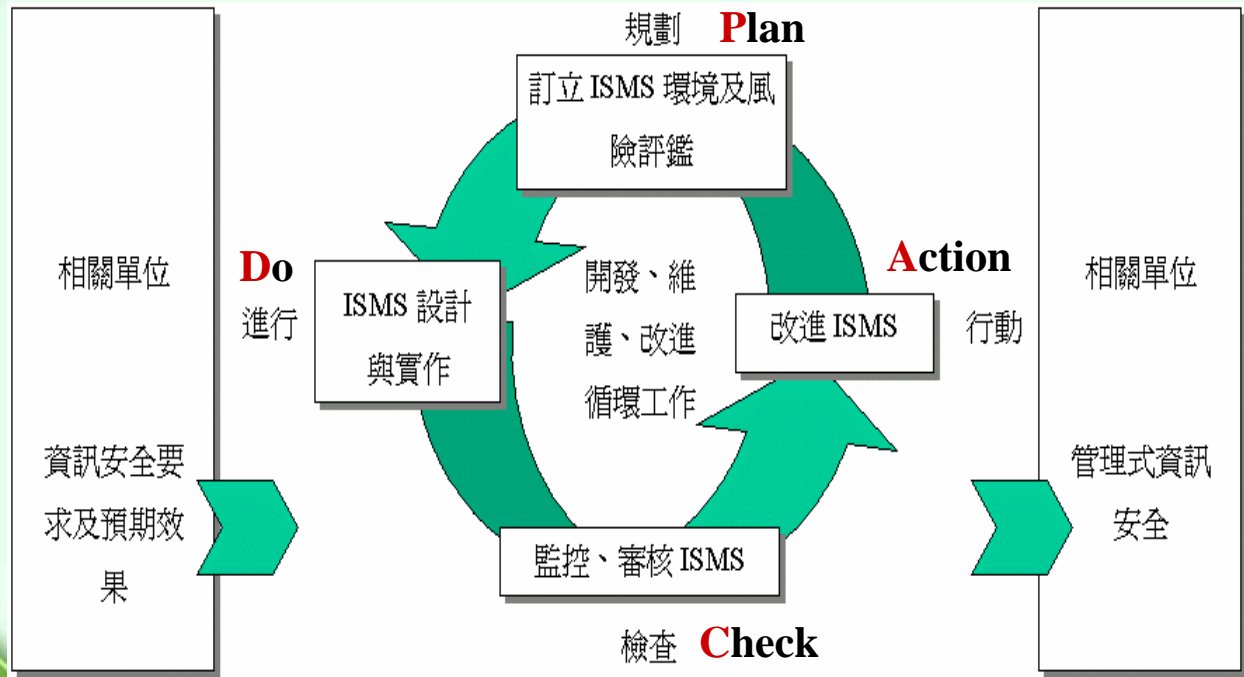 規劃 Plan
訂立 ISMS 環境及風
險評鑑
相關單位
資訊安全要
求及預期效
果
Do
進行
ISMS 設計
與實作
開發、維
護、改進
循環工作
Action
改進 ISMS
行動
監控、審核 ISMS
檢查 Check
相關單位
管理式資訊
安全